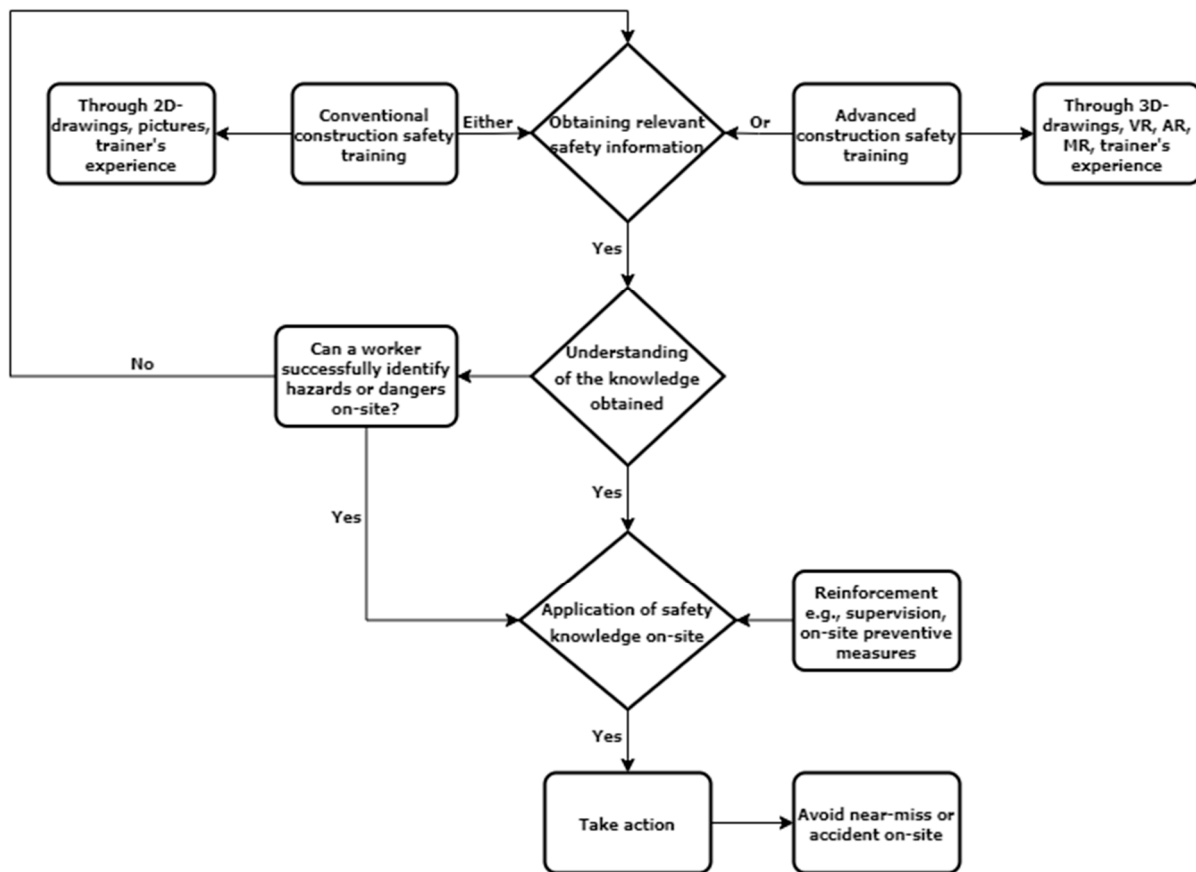 Through 2D-
drawings, pictures,
trainer's
experience
Conventional
construction safety
training
Either
Obtaining relevant
safety information
Or
Advanced
construction safety
training
Through 3D-
drawings, VR, AR,
MR, trainer's
experience
Yes
Can a worker
successfully identify
hazards or dangers
on-site?
No
Understanding
of the knowledge
obtained
Yes
Yes
Application of safety
knowledge on-site
Reinforcement
e.g., supervision,
on-site preventive
measures
Yes
Take action
Avoid near-miss or
accident on-site